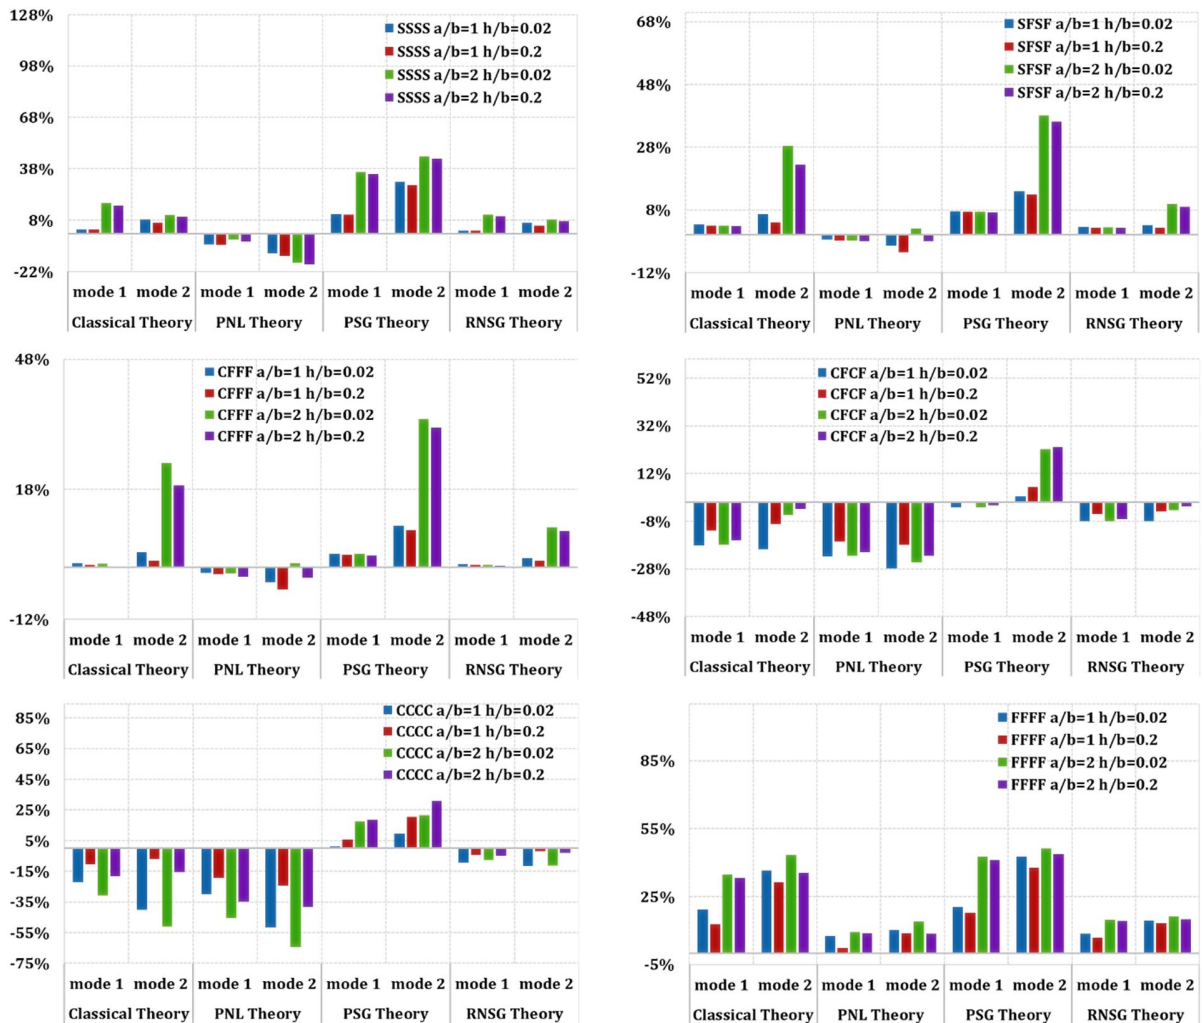 128%
98%
68%
38%
8%
-22%
SSSS a/b=1 h/b=0.02
SSSS a/b=1 h/b=0.2
SSSS a/b=2 h/b=0.02
SSSS a/b=2 h/b=0.2
mode 1 mode 2 mode 1 mode 2 mode 1 mode 2 mode 1 mode 2
Classical Theory PNL Theory PSG Theory RNSG Theory
68%
48%
28%
8%
-12%
SFSF a/b=1 h/b=0.02
SFSF a/b=1 h/b=0.2
SFSF a/b=2 h/b=0.02
SFSF a/b=2 h/b=0.2
mode 1 mode 2 mode 1 mode 2 mode 1 mode 2 mode 1 mode 2
Classical Theory PNL Theory PSG Theory RNSG Theory
48%
18%
-12%
CFFF a/b=1 h/b=0.02
CFFF a/b=1 h/b=0.2
CFFF a/b=2 h/b=0.02
CFFF a/b=2 h/b=0.2
mode 1 mode 2 mode 1 mode 2 mode 1 mode 2 mode 1 mode 2
Classical Theory PNL Theory PSG Theory RNSG Theory
52%
32%
12%
-8%
-28%
-48%
CFCF a/b=1 h/b=0.02
CFCF a/b=1 h/b=0.2
CFCF a/b=2 h/b=0.02
CFCF a/b=2 h/b=0.2
mode 1 mode 2 mode 1 mode 2 mode 1 mode 2 mode 1 mode 2
Classical Theory PNL Theory PSG Theory RNSG Theory
85%
65%
45%
25%
5%
-15%
-35%
-55%
-75%
CCCC a/b=1 h/b=0.02
CCCC a/b=1 h/b=0.2
CCCC a/b=2 h/b=0.02
CCCC a/b=2 h/b=0.2
mode 1 mode 2 mode 1 mode 2 mode 1 mode 2 mode 1 mode 2
Classical Theory PNL Theory PSG Theory RNSG Theory
85%
55%
25%
-5%
FFFF a/b=1 h/b=0.02
FFFF a/b=1 h/b=0.2
FFFF a/b=2 h/b=0.02
FFFF a/b=2 h/b=0.2
mode 1 mode 2 mode 1 mode 2 mode 1 mode 2 mode 1 mode 2
Classical Theory PNL Theory PSG Theory RNSG Theory